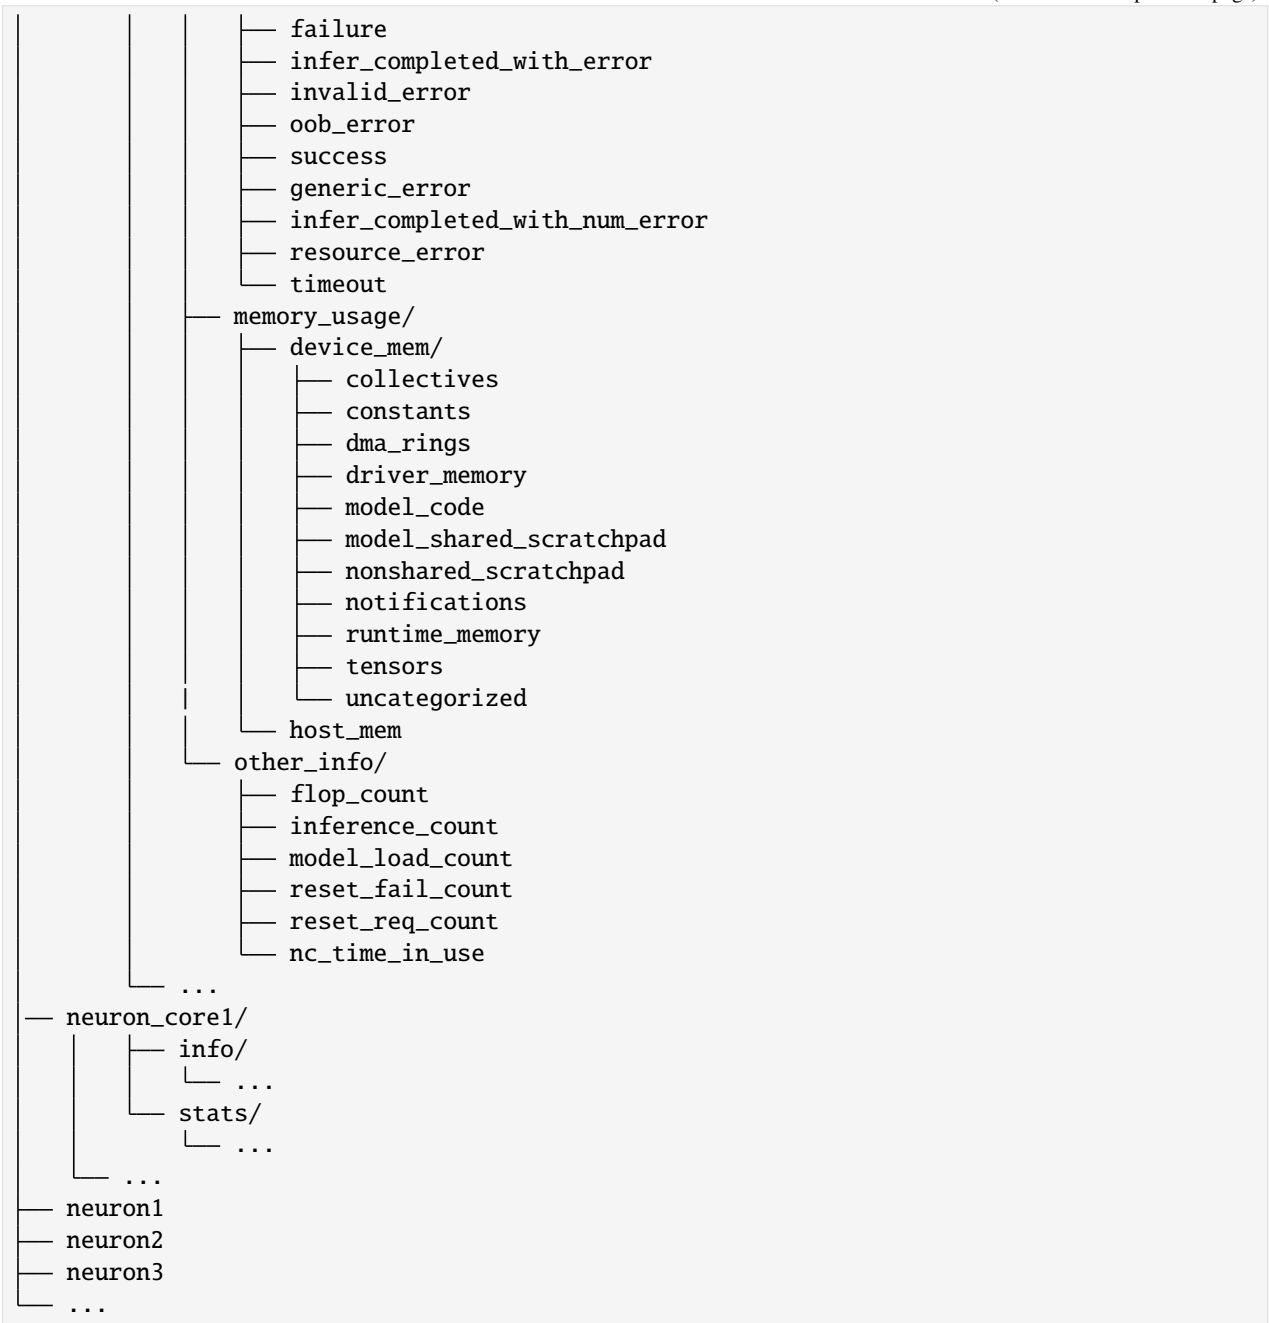 │       │   │   ├── failure
│       │   │   ├── infer_completed_with_error
│       │   │   ├── invalid_error
│       │   │   ├── oob_error
│       │   │   ├── success
│       │   │   ├── generic_error
│       │   │   ├── infer_completed_with_num_error
│       │   │   ├── resource_error
│       │   │   └── timeout
│       │   ├── memory_usage/
│       │   │   ├── device_mem/
│       │   │   │   ├── collectives
│       │   │   │   ├── constants
│       │   │   │   ├── dma_rings
│       │   │   │   ├── driver_memory
│       │   │   │   ├── model_code
│       │   │   │   ├── model_shared_scratchpad
│       │   │   │   ├── nonshared_scratchpad
│       │   │   │   ├── notifications
│       │   │   │   ├── runtime_memory
│       │   │   │   ├── tensors
│       │   |   │   └── uncategorized
│       │   │   └── host_mem
│       │   └── other_info/
│       │       ├── flop_count
│       │       ├── inference_count
│       │       ├── model_load_count
│       │       ├── reset_fail_count
│       │       ├── reset_req_count
│       │       └── nc_time_in_use
│       └── ...
├── neuron_core1/
│   │   ├── info/
│   │   │   └── ...
│   │   └── stats/
│   │       └── ...
│   └── ...
├── neuron1
├── neuron2
├── neuron3
└── ...